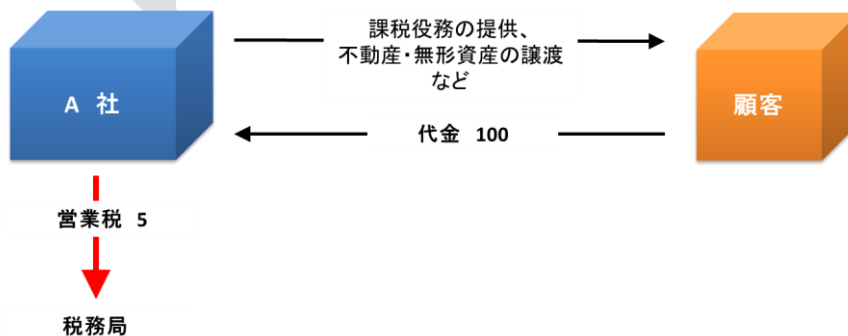 課税役務の提供、
不動産・無形資産の譲渡
など
A 社
顧客
代金 100
営業税 5
税務局